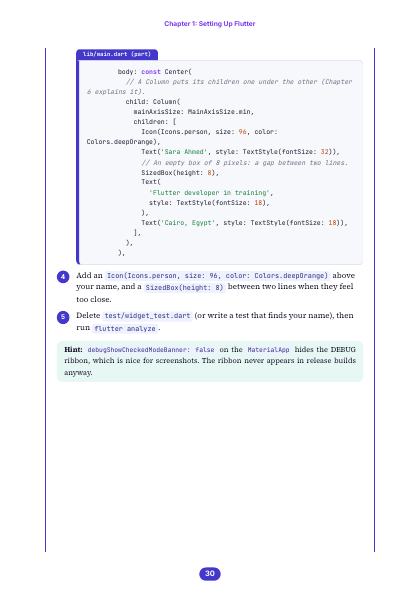 Chapter 1: Setting Up Flutter
lib/main.dart (part)
body: const Center(
// A Column puts its children one under the other (Chapter
6 explains it).
child: Column(
mainAxisSize: MainAxisSize.min,
children: [
Icon(Icons.person, size: 96, color:
Colors.deepOrange),
Text('Sara Ahmed', style: TextStyle(fontSize: 32)),
// An empty box of 8 pixels: a gap between two lines.
SizedBox(height: 8),
Text(
'Flutter developer in training',
style: TextStyle(fontSize: 18),
),
Text('Cairo, Egypt', style: TextStyle(fontSize: 18)),
],
),
),
4 Add an Icon(Icons.person, size: 96, color: Colors.deepOrange) above
your name, and a SizedBox(height: 8) between two lines when they feel
too close.
5 Delete test/widget_test.dart (or write a test that finds your name), then
run flutter analyze.
Hint: debugShowCheckedModeBanner: false on the MaterialApp hides the DEBUG
ribbon, which is nice for screenshots. The ribbon never appears in release builds
anyway.
30